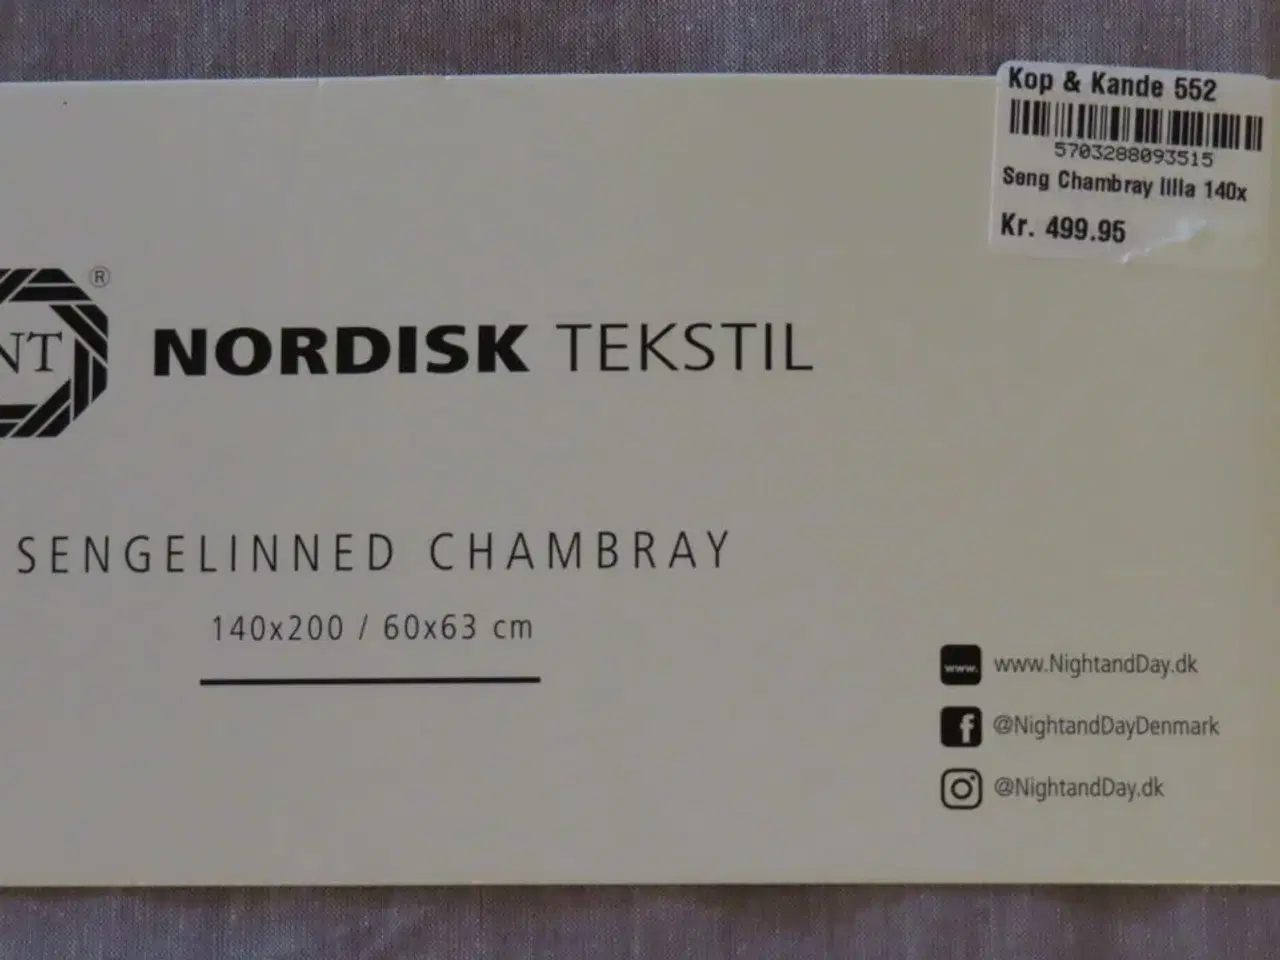 Kop & Kande 552
5703288093515
Seng Chambray lilla 140x
Kr. 499.95
NT
®
NORDISK TEKSTIL
SENGELINNED CHAMBRAY
140x200 / 60x63 cm
www. www.NightandDay.dk
@NightandDayDenmark
@NightandDay.dk